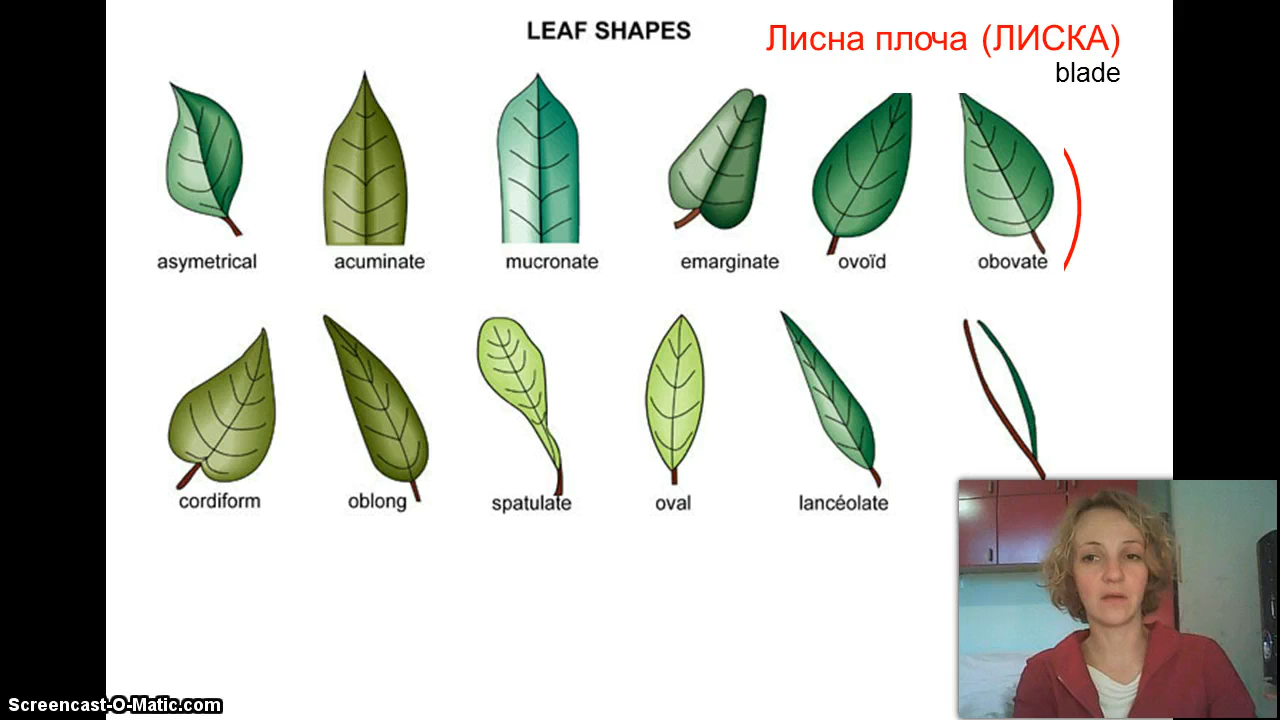 LEAF SHAPES
Лисна плоча (ЛИСКА)
blade
asymetrical acuminate mucronate emarginate ovoïd obovate
cordiform oblong spatulate oval lancéolate
Screencast-O-Matic.com